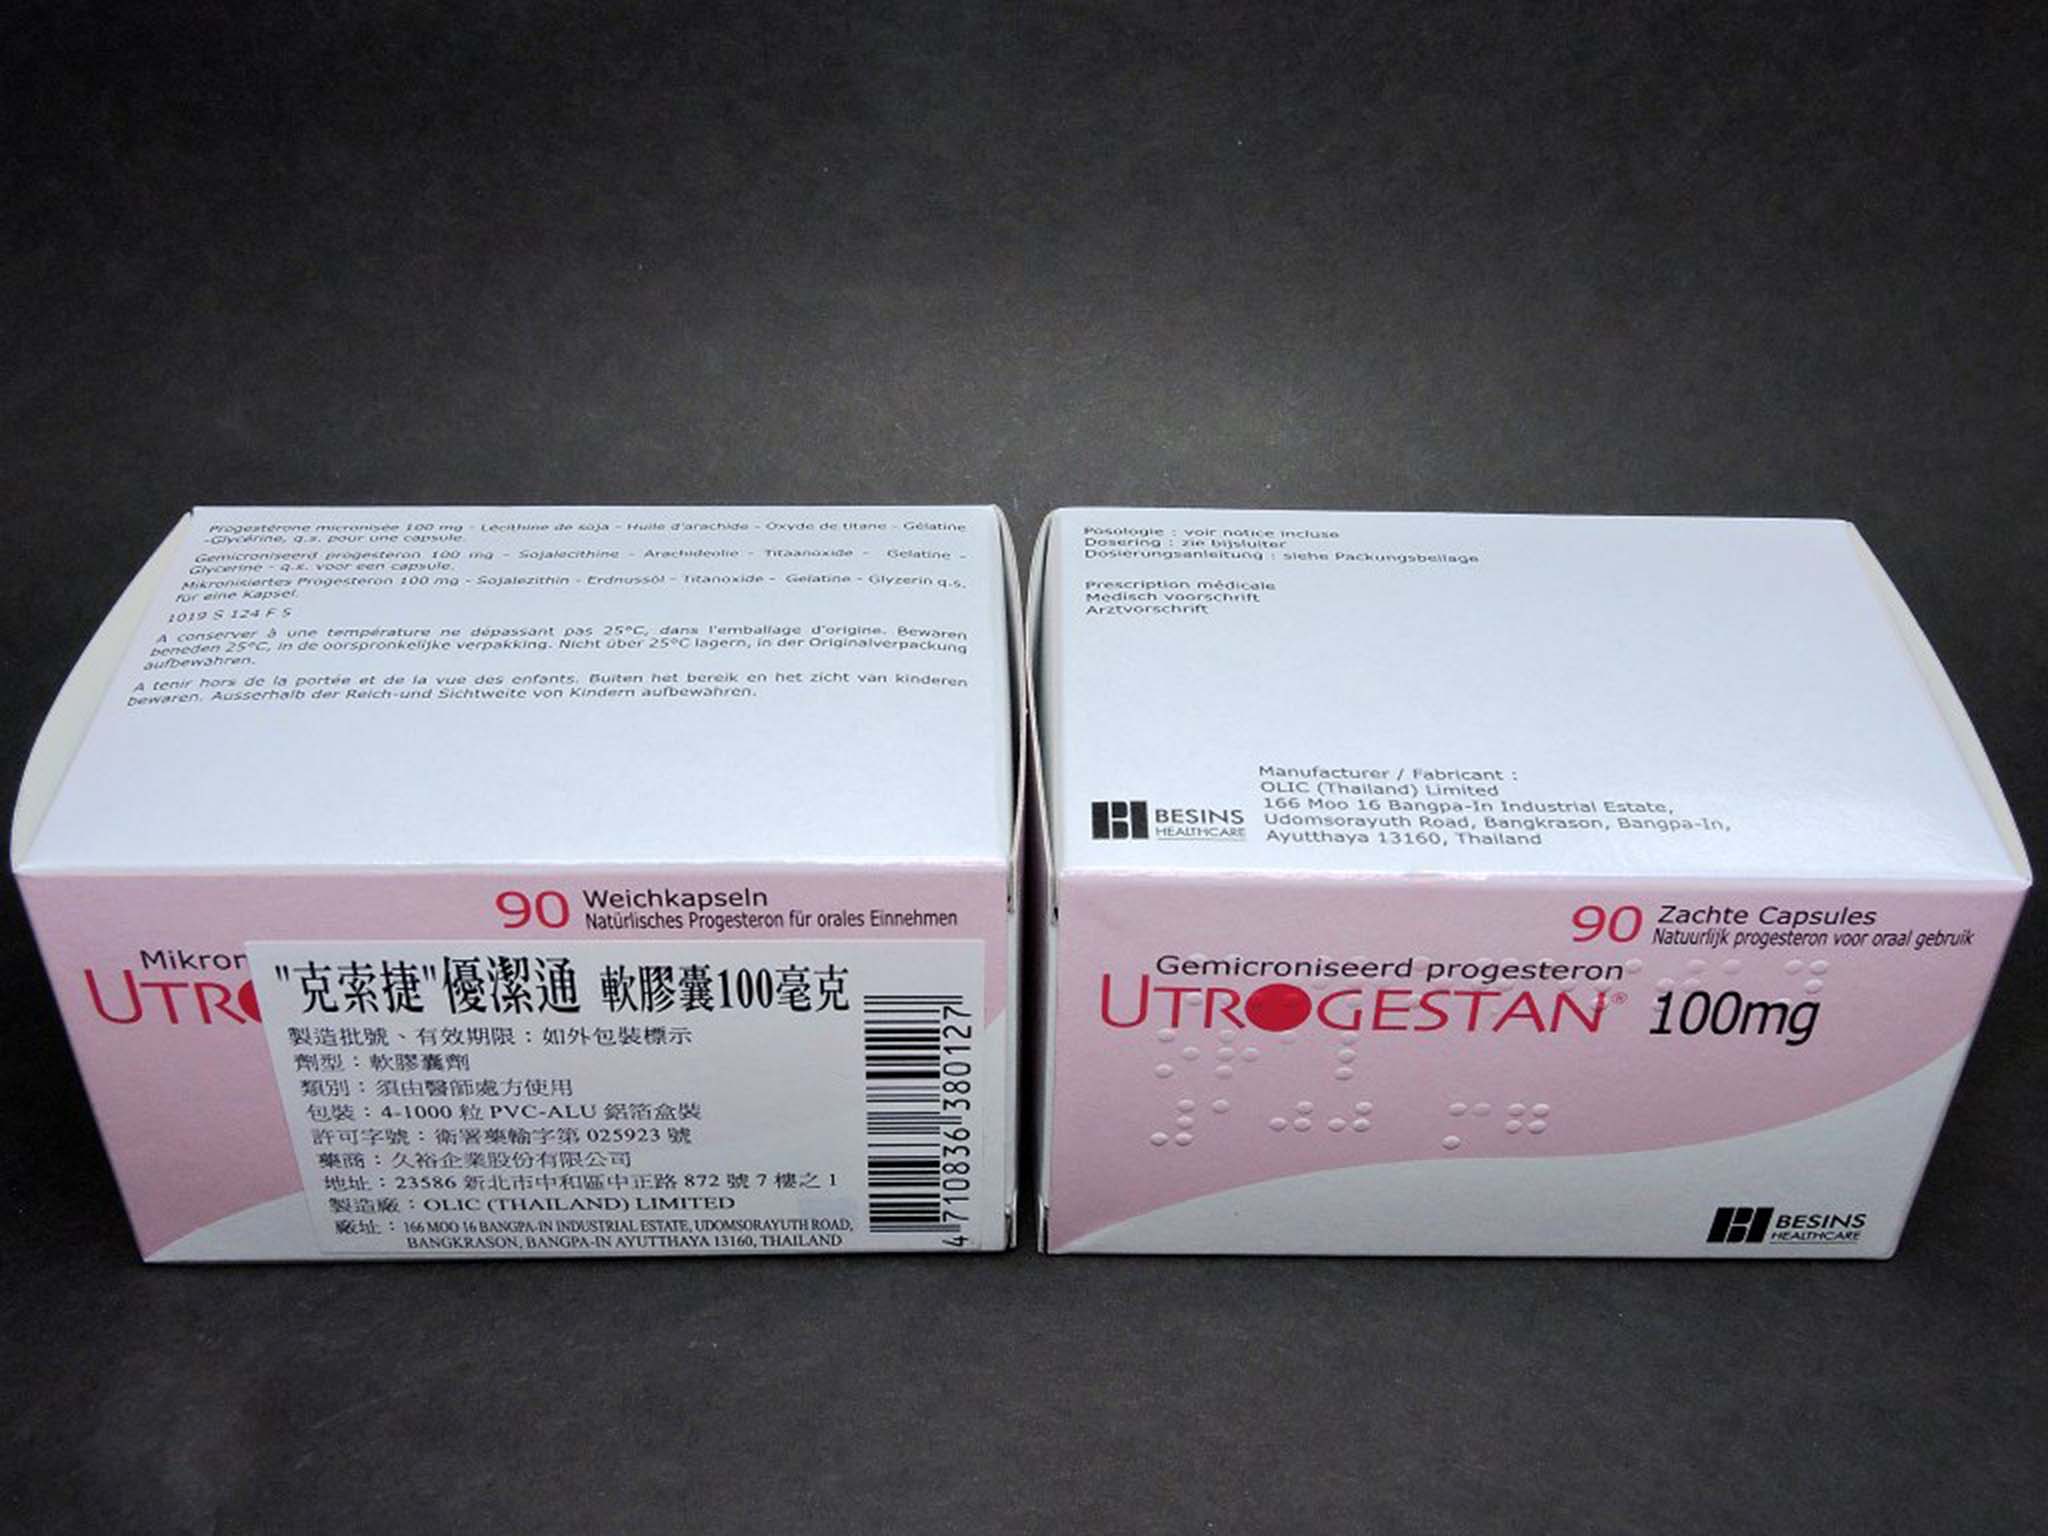 Progestérone micronisée 100 mg - Lécithine de soja - Huile d'arachide - Oxyde de titane - Gélatine
-Glycérine, q.s. pour une capsule.
Gemicroniseerd progesteron 100 mg - Sojalecithine - Arachideolie - Titaanoxide - Gelatine -
Glycerine - q.s. voor een capsule.
Mikronisiertes Progesteron 100 mg - Sojalezithin - Erdnussöl - Titanoxide - Gelatine - Glyzerin q.s.
für eine Kapsel.
1019 S 124 F 5
A conserver à une température ne dépassant pas 25°C, dans l'emballage d'origine. Bewaren
beneden 25°C, in de oorspronkelijke verpakking. Nicht über 25°C lagern, in der Originalverpackung
aufbewahren.
A tenir hors de la portée et de la vue des enfants. Buiten het bereik en het zicht van kinderen
bewaren. Ausserhalb der Reich-und Sichtweite von Kindern aufbewahren.
90 Weichkapseln
Natürlisches Progesteron für orales Einnehmen
Mikron
UTRO
"克索捷"優潔通 軟膠囊100毫克
製造批號、有效期限：如外包裝標示
劑型：軟膠囊劑
類別：須由醫師處方使用
包裝：4-1000 粒 PVC-ALU 鋁箔盒裝
許可字號：衛署藥輸字第 025923 號
藥商：久裕企業股份有限公司
地址：23586 新北市中和區中正路 872 號 7 樓之 1
製造廠：OLIC (THAILAND) LIMITED
廠址：166 MOO 16 BANGPA-IN INDUSTRIAL ESTATE, UDOMSORAYUTH ROAD,
BANGKRASON, BANGPA-IN AYUTTHAYA 13160, THAILAND
4 710836 380127
Posologie : voir notice incluse
Dosering : zie bijsluiter
Dosierungsanleitung : siehe Packungsbeilage
Prescription médicale
Medisch voorschrift
Arztvorschrift
BESINS
HEALTHCARE
Manufacturer / Fabricant :
OLIC (Thailand) Limited
166 Moo 16 Bangpa-In Industrial Estate,
Udomsorayuth Road, Bangkrason, Bangpa-In,
Ayutthaya 13160, Thailand
90 Zachte Capsules
Natuurlijk progesteron voor oraal gebruik
Gemicroniseerd progesteron
UTROGESTAN® 100mg
BESINS
HEALTHCARE